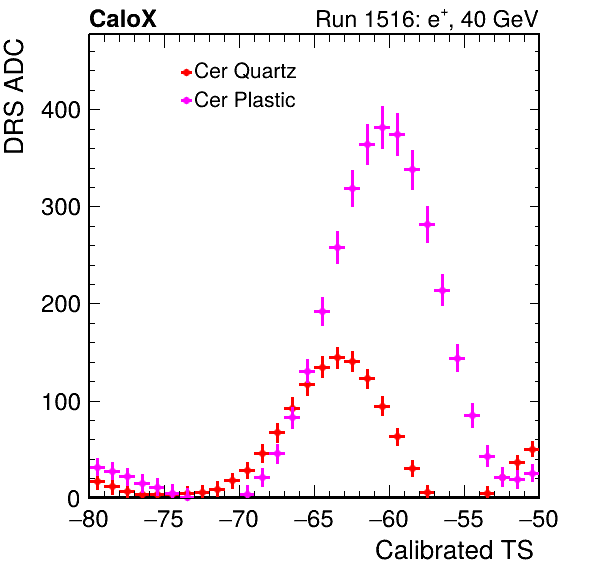 CaloX Run 1516: e⁺, 40 GeV
DRS ADC
Cer Quartz
Cer Plastic
400
300
200
100
0
−80 −75 −70 −65 −60 −55 −50
Calibrated TS